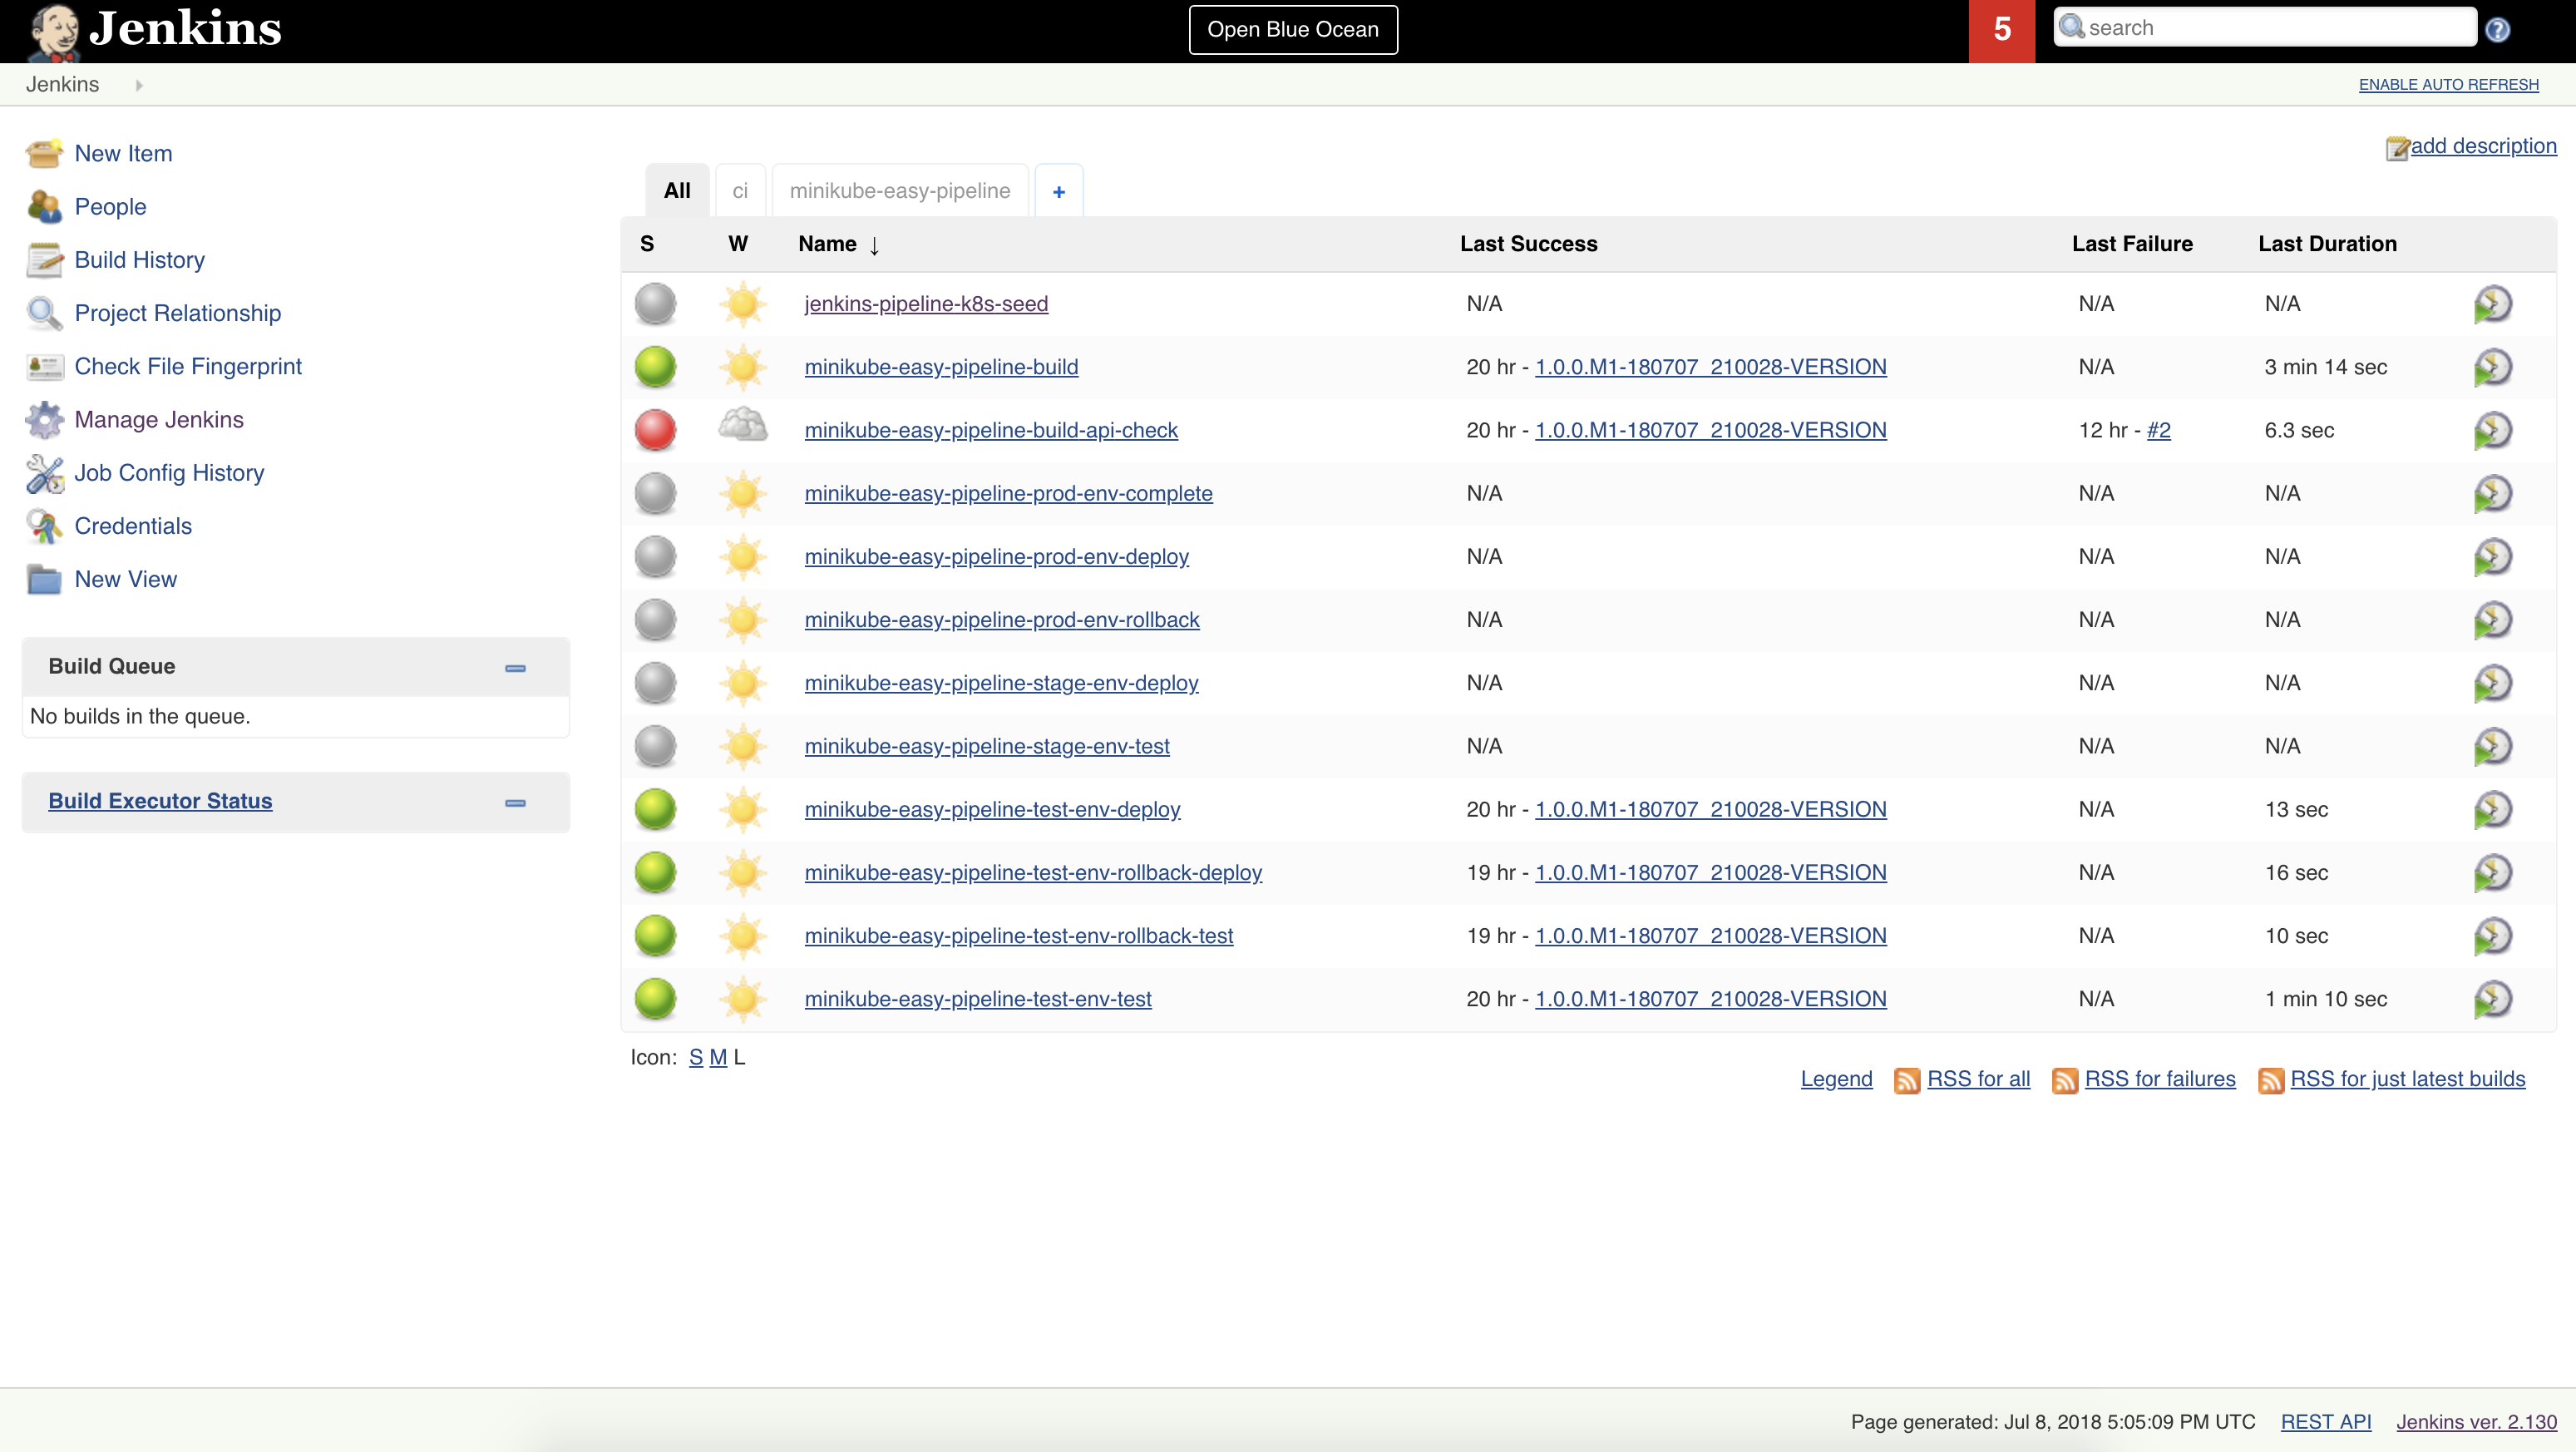 Jenkins
Open Blue Ocean
5
search
Jenkins
ENABLE AUTO REFRESH
New Item
People
Build History
Project Relationship
Check File Fingerprint
Manage Jenkins
Job Config History
Credentials
New View
Build Queue
No builds in the queue.
Build Executor Status
add description
All ci minikube-easy-pipeline +
S W Name ↓ Last Success Last Failure Last Duration
jenkins-pipeline-k8s-seed N/A N/A N/A
minikube-easy-pipeline-build 20 hr - 1.0.0.M1-180707_210028-VERSION N/A 3 min 14 sec
minikube-easy-pipeline-build-api-check 20 hr - 1.0.0.M1-180707_210028-VERSION 12 hr - #2 6.3 sec
minikube-easy-pipeline-prod-env-complete N/A N/A N/A
minikube-easy-pipeline-prod-env-deploy N/A N/A N/A
minikube-easy-pipeline-prod-env-rollback N/A N/A N/A
minikube-easy-pipeline-stage-env-deploy N/A N/A N/A
minikube-easy-pipeline-stage-env-test N/A N/A N/A
minikube-easy-pipeline-test-env-deploy 20 hr - 1.0.0.M1-180707_210028-VERSION N/A 13 sec
minikube-easy-pipeline-test-env-rollback-deploy 19 hr - 1.0.0.M1-180707_210028-VERSION N/A 16 sec
minikube-easy-pipeline-test-env-rollback-test 19 hr - 1.0.0.M1-180707_210028-VERSION N/A 10 sec
minikube-easy-pipeline-test-env-test 20 hr - 1.0.0.M1-180707_210028-VERSION N/A 1 min 10 sec
Icon: S M L
Legend RSS for all RSS for failures RSS for just latest builds
Page generated: Jul 8, 2018 5:05:09 PM UTC REST API Jenkins ver. 2.130